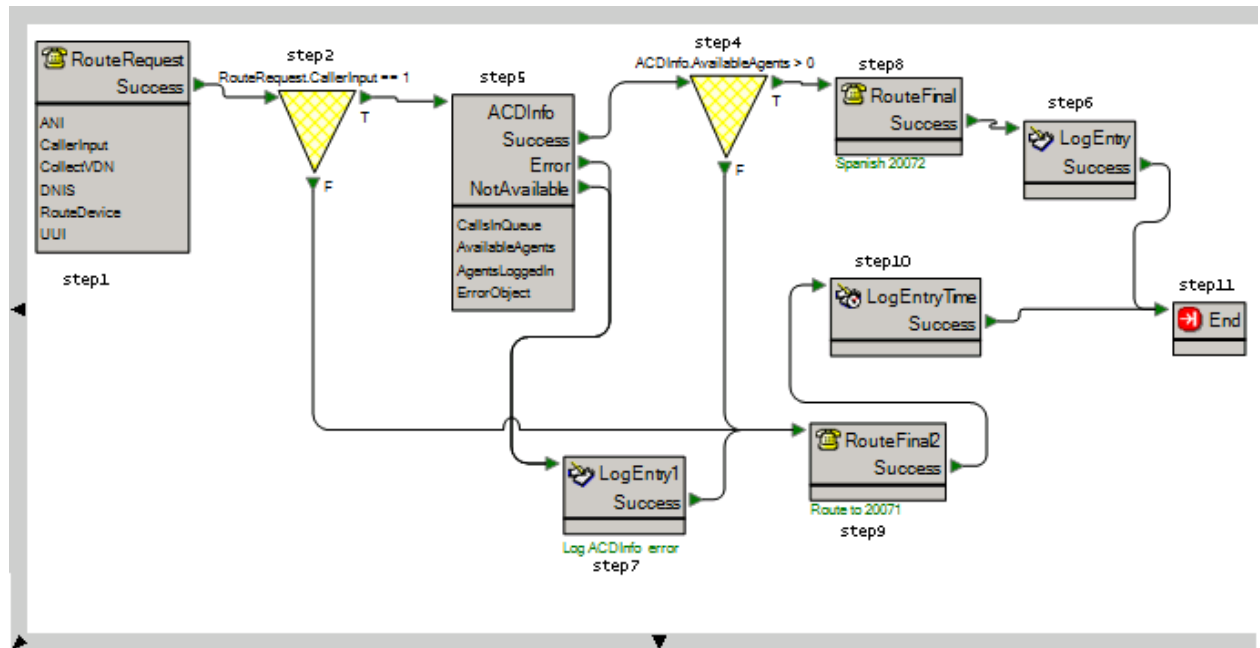 step1
RouteRequest
Success
ANI
CallerInput
CollectVDN
DNIS
RouteDevice
UUI
step2
RouteRequest.CallerInput == 1
T
F
step5
ACDInfo
Success
Error
NotAvailable
CallsInQueue
AvailableAgents
AgentsLoggedIn
ErrorObject
step4
ACDInfo.AvailableAgents > 0
T
F
step8
RouteFinal
Success
Spanish 20072
step6
LogEntry
Success
step10
LogEntryTime
Success
step11
End
RouteFinal2
Success
Route to 20071
step9
LogEntry1
Success
Log ACDInfo error
step7